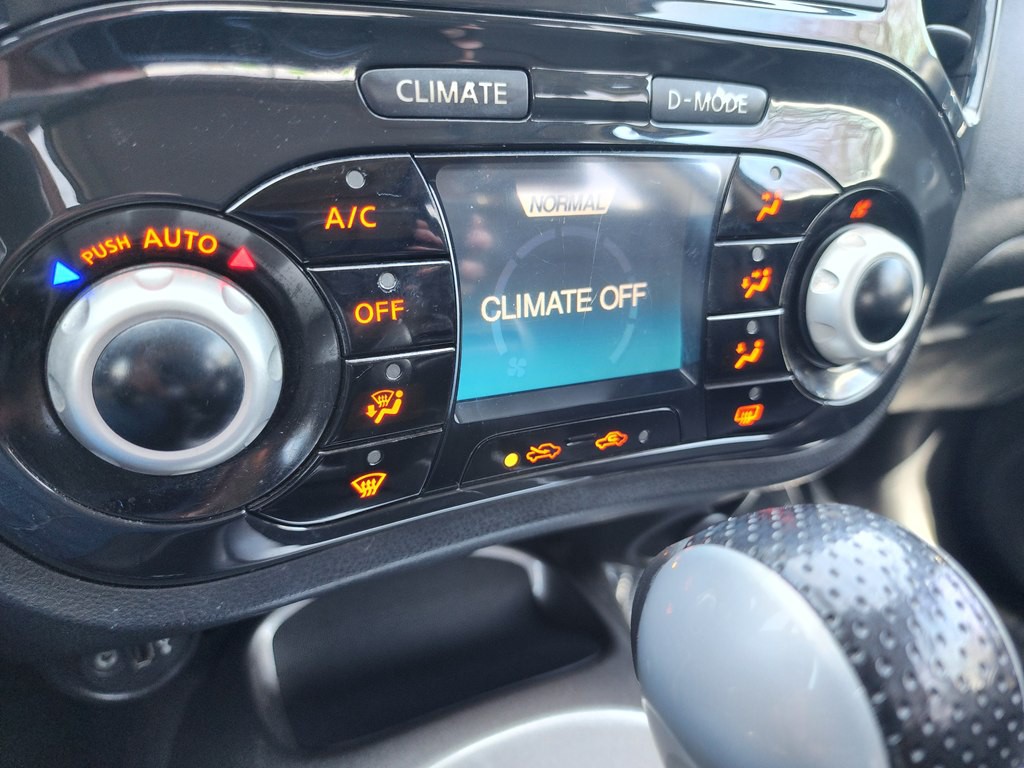 CLIMATE
D-MODE
PUSH AUTO
A/C
NORMAL
OFF
CLIMATE OFF